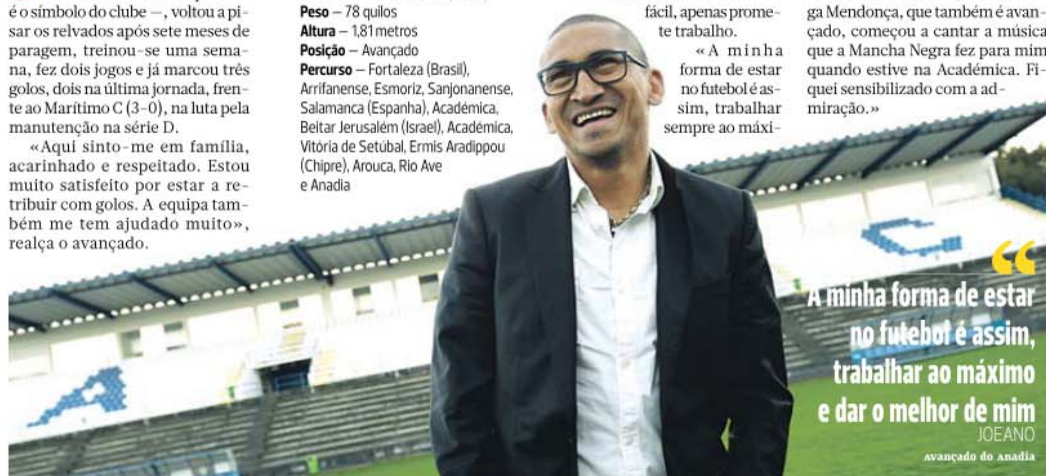 é o símbolo do clube —, voltou a pi-
sar os relvados após sete meses de
paragem, treinou-se uma sema-
na, fez dois jogos e já marcou três
golos, dois na última jornada, fren-
te ao Marítimo C (3-0), na luta pela
manutenção na série D.
«Aqui sinto-me em família,
acarinhado e respeitado. Estou
muito satisfeito por estar a re-
tribuir com golos. A equipa tam-
bém me tem ajudado muito»,
realça o avançado.
Peso — 78 quilos
Altura — 1,81 metros
Posição — Avançado
Percurso — Fortaleza (Brasil),
Arrifanense, Esmoriz, Sanjonanense,
Salamanca (Espanha), Académica,
Beitar Jerusalém (Israel), Académica,
Vitória de Setúbal, Ermis Aradippou
(Chipre), Arouca, Rio Ave
e Anadia
fácil, apenas prome-
te trabalho.
«A minha
forma de estar
no futebol é as-
sim, trabalhar
sempre ao máxi-
ga Mendonça, que também é avan-
çado, começou a cantar a música
que a Mancha Negra fez para mim
quando estive na Académica. Fi-
quei sensibilizado com a ad-
miração.»
A C
“
A minha forma de estar
no futebol é assim,
trabalhar ao máximo
e dar o melhor de mim
JOEANO
Avançado do Anadia